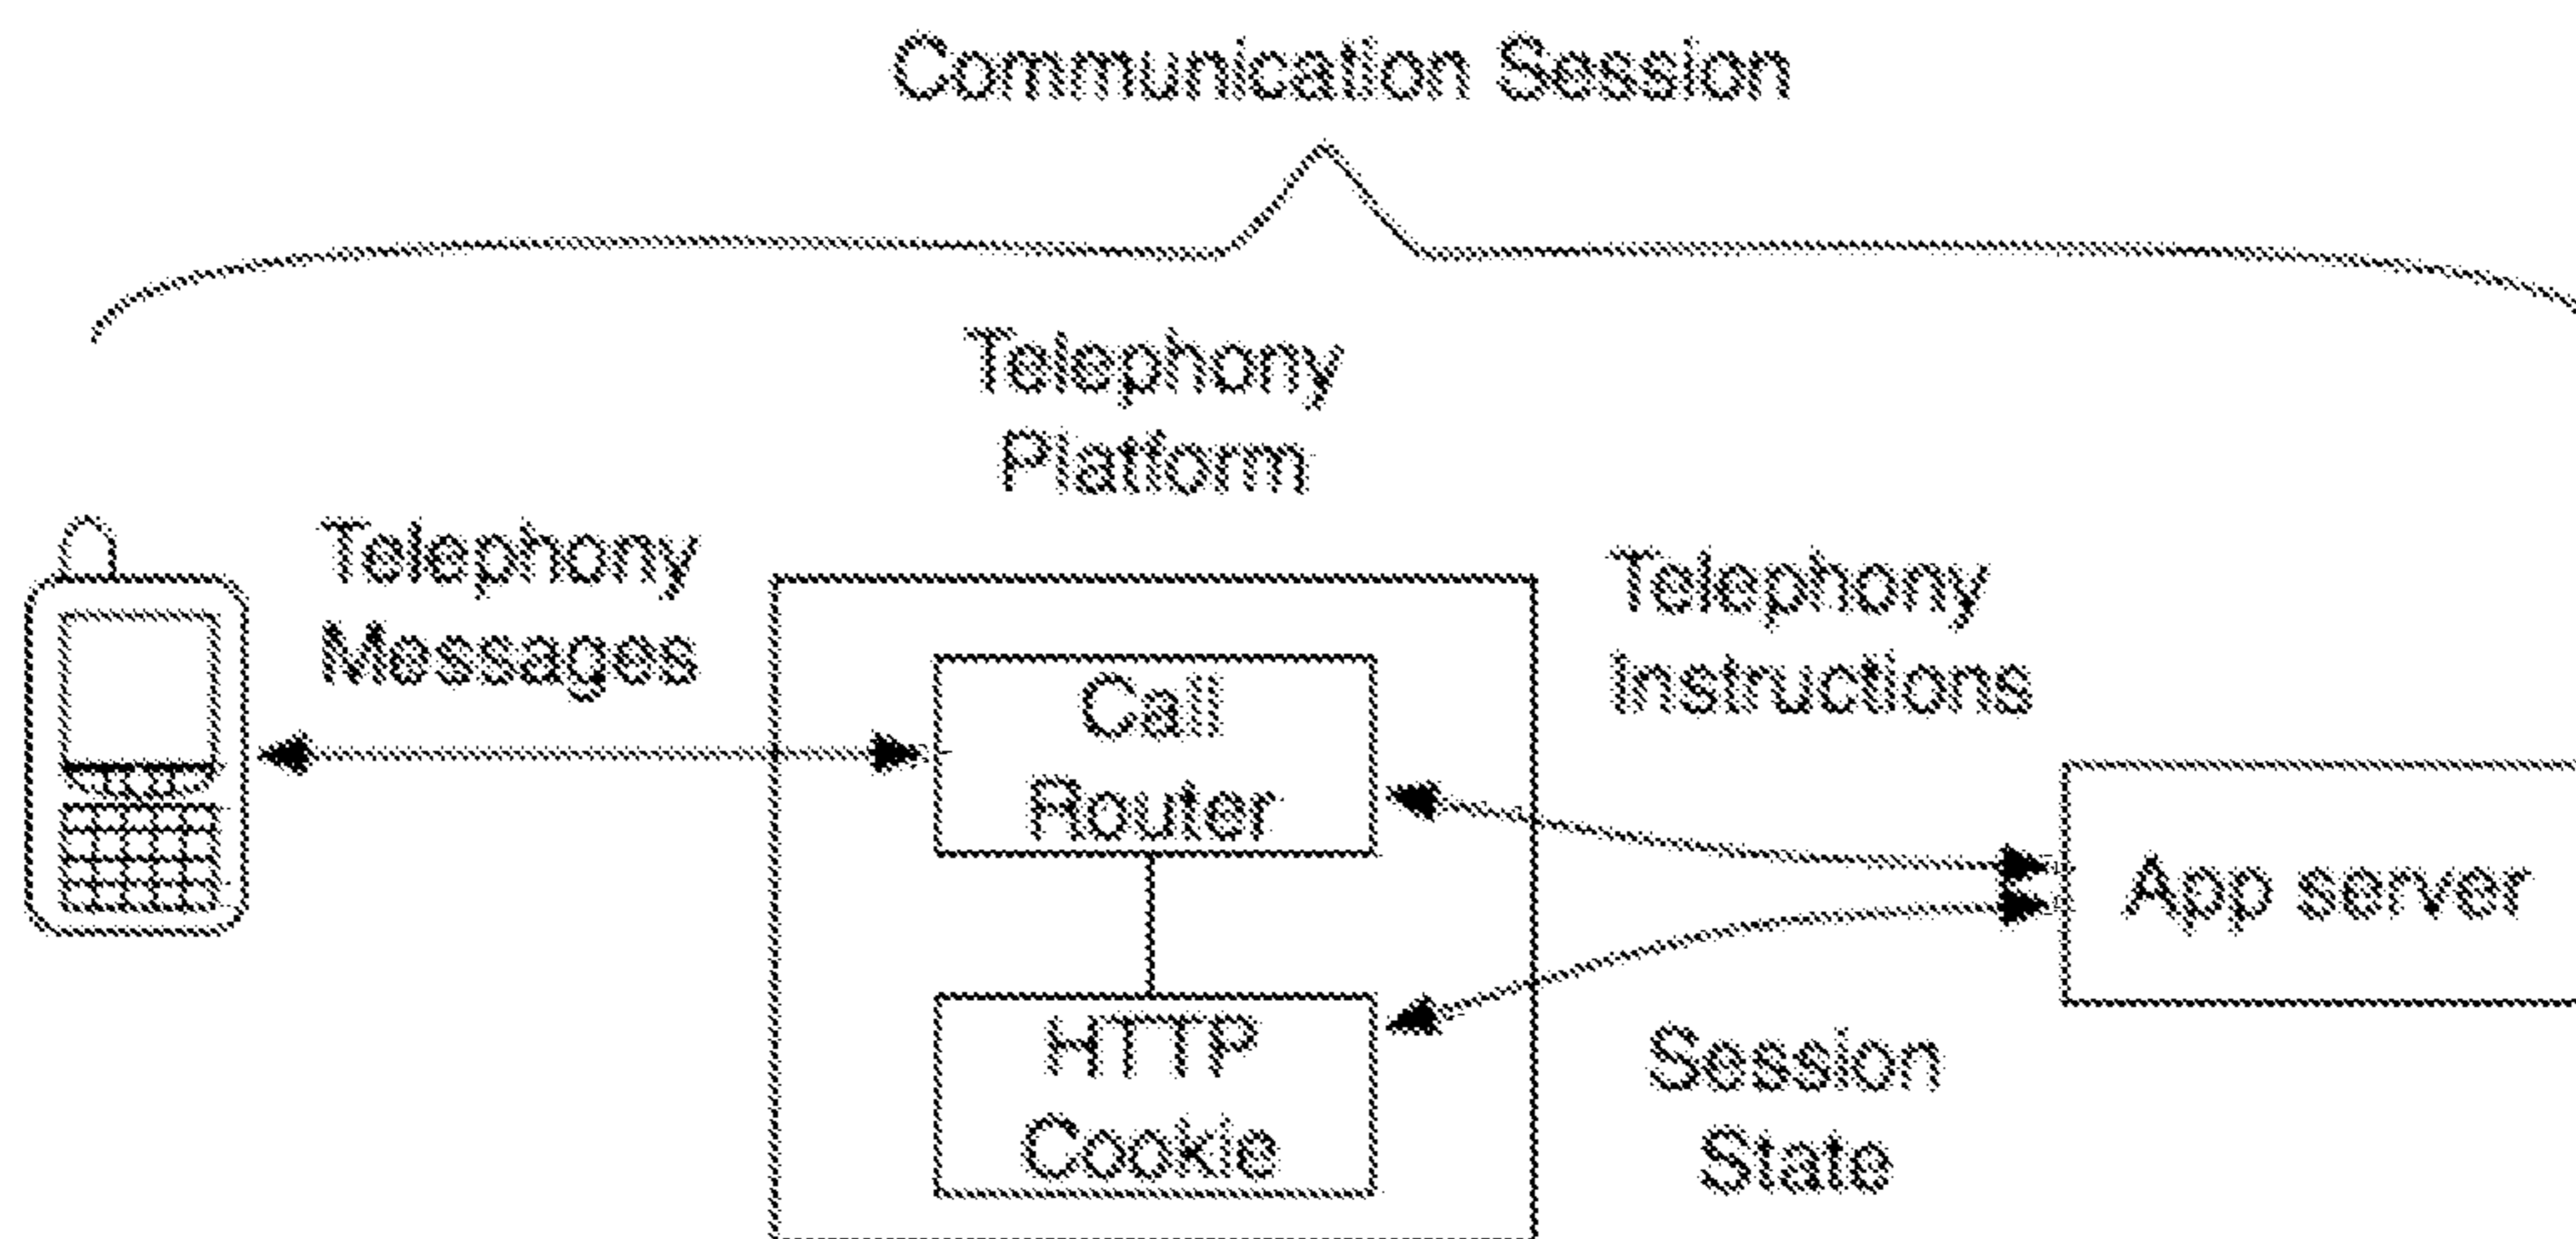 Communication Session
Telephony
Platform
Telephony
Messages
Telephony
Instructions
Call
Router
App server
HTTP
Cookie
Session
State